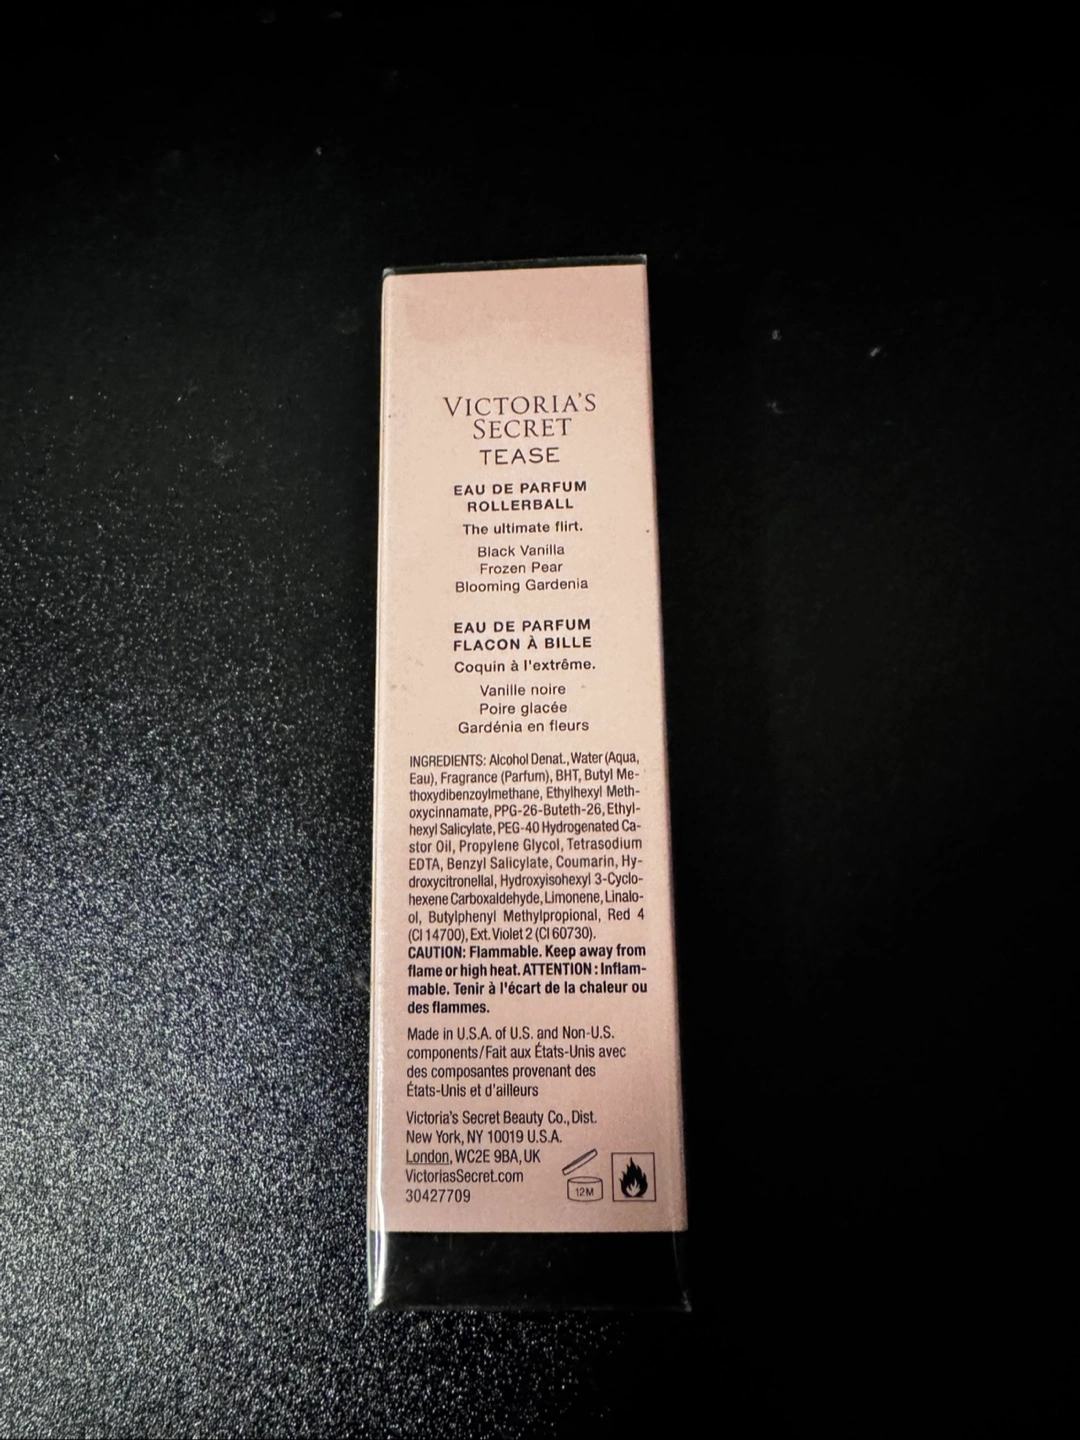 VICTORIA'S
SECRET
TEASE
EAU DE PARFUM
ROLLERBALL
The ultimate flirt.
Black Vanilla
Frozen Pear
Blooming Gardenia
EAU DE PARFUM
FLACON À BILLE
Coquin à l'extrême.
Vanille noire
Poire glacée
Gardénia en fleurs
INGREDIENTS: Alcohol Denat., Water (Aqua,
Eau), Fragrance (Parfum), BHT, Butyl Me-
thoxydibenzoylmethane, Ethylhexyl Meth-
oxycinnamate, PPG-26-Buteth-26, Ethyl-
hexyl Salicylate, PEG-40 Hydrogenated Ca-
stor Oil, Propylene Glycol, Tetrasodium
EDTA, Benzyl Salicylate, Coumarin, Hy-
droxycitronellal, Hydroxyisohexyl 3-Cyclo-
hexene Carboxaldehyde, Limonene, Linalo-
ol, Butylphenyl Methylpropional, Red 4
(CI 14700), Ext. Violet 2 (CI 60730).
CAUTION: Flammable. Keep away from
flame or high heat. ATTENTION : Inflam-
mable. Tenir à l'écart de la chaleur ou
des flammes.
Made in U.S.A. of U.S. and Non-U.S.
components/Fait aux États-Unis avec
des composantes provenant des
États-Unis et d'ailleurs
Victoria's Secret Beauty Co., Dist.
New York, NY 10019 U.S.A.
London, WC2E 9BA, UK
VictoriasSecret.com
30427709
12M